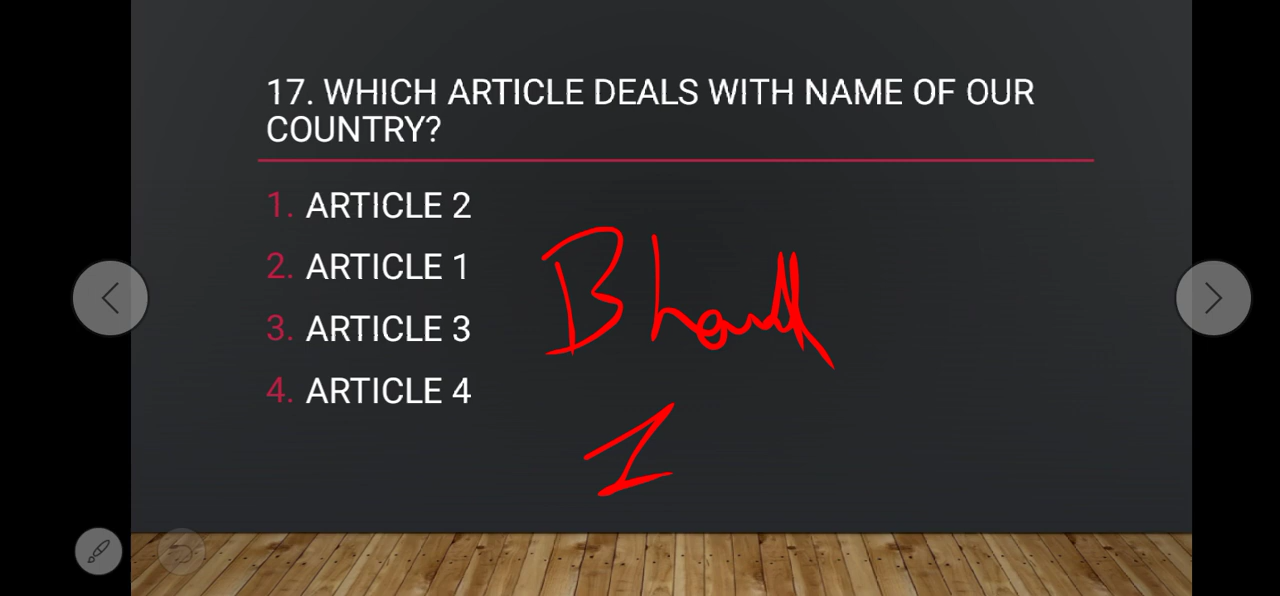 17. WHICH ARTICLE DEALS WITH NAME OF OUR
COUNTRY?
1. ARTICLE 2
2. ARTICLE 1
3. ARTICLE 3
4. ARTICLE 4